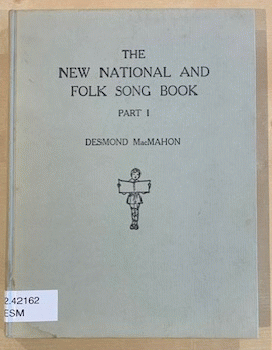 THE
NEW NATIONAL AND
FOLK SONG BOOK
PART I
DESMOND MacMAHON
2.42162
ESM